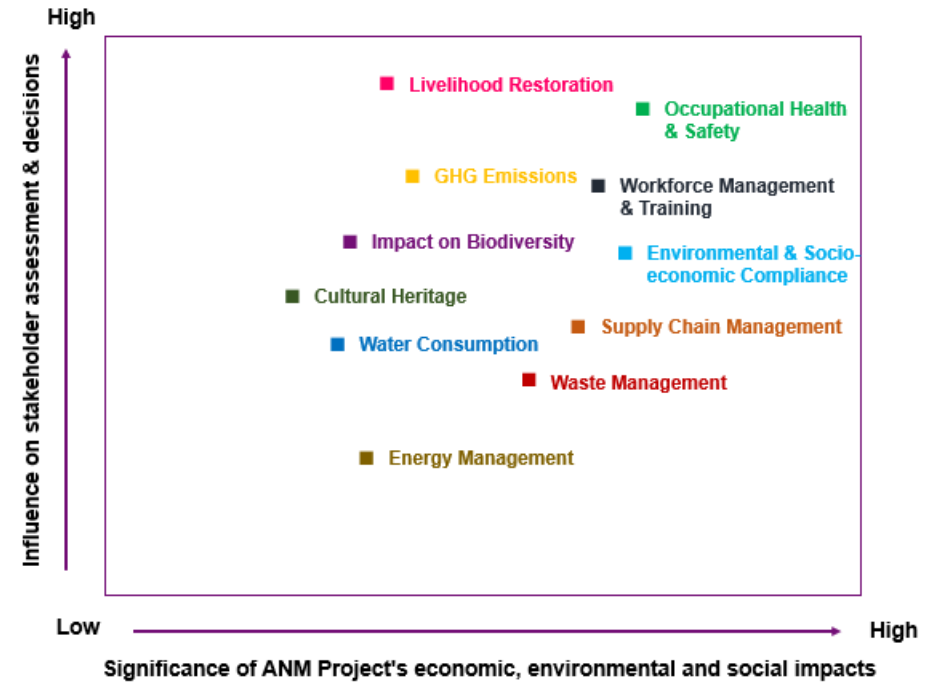 High
Influence on stakeholder assessment & decisions
Livelihood Restoration
Occupational Health
& Safety
GHG Emissions
Workforce Management
& Training
Impact on Biodiversity
Environmental & Socio-
economic Compliance
Cultural Heritage
Supply Chain Management
Water Consumption
Waste Management
Energy Management
Low
High
Significance of ANM Project's economic, environmental and social impacts